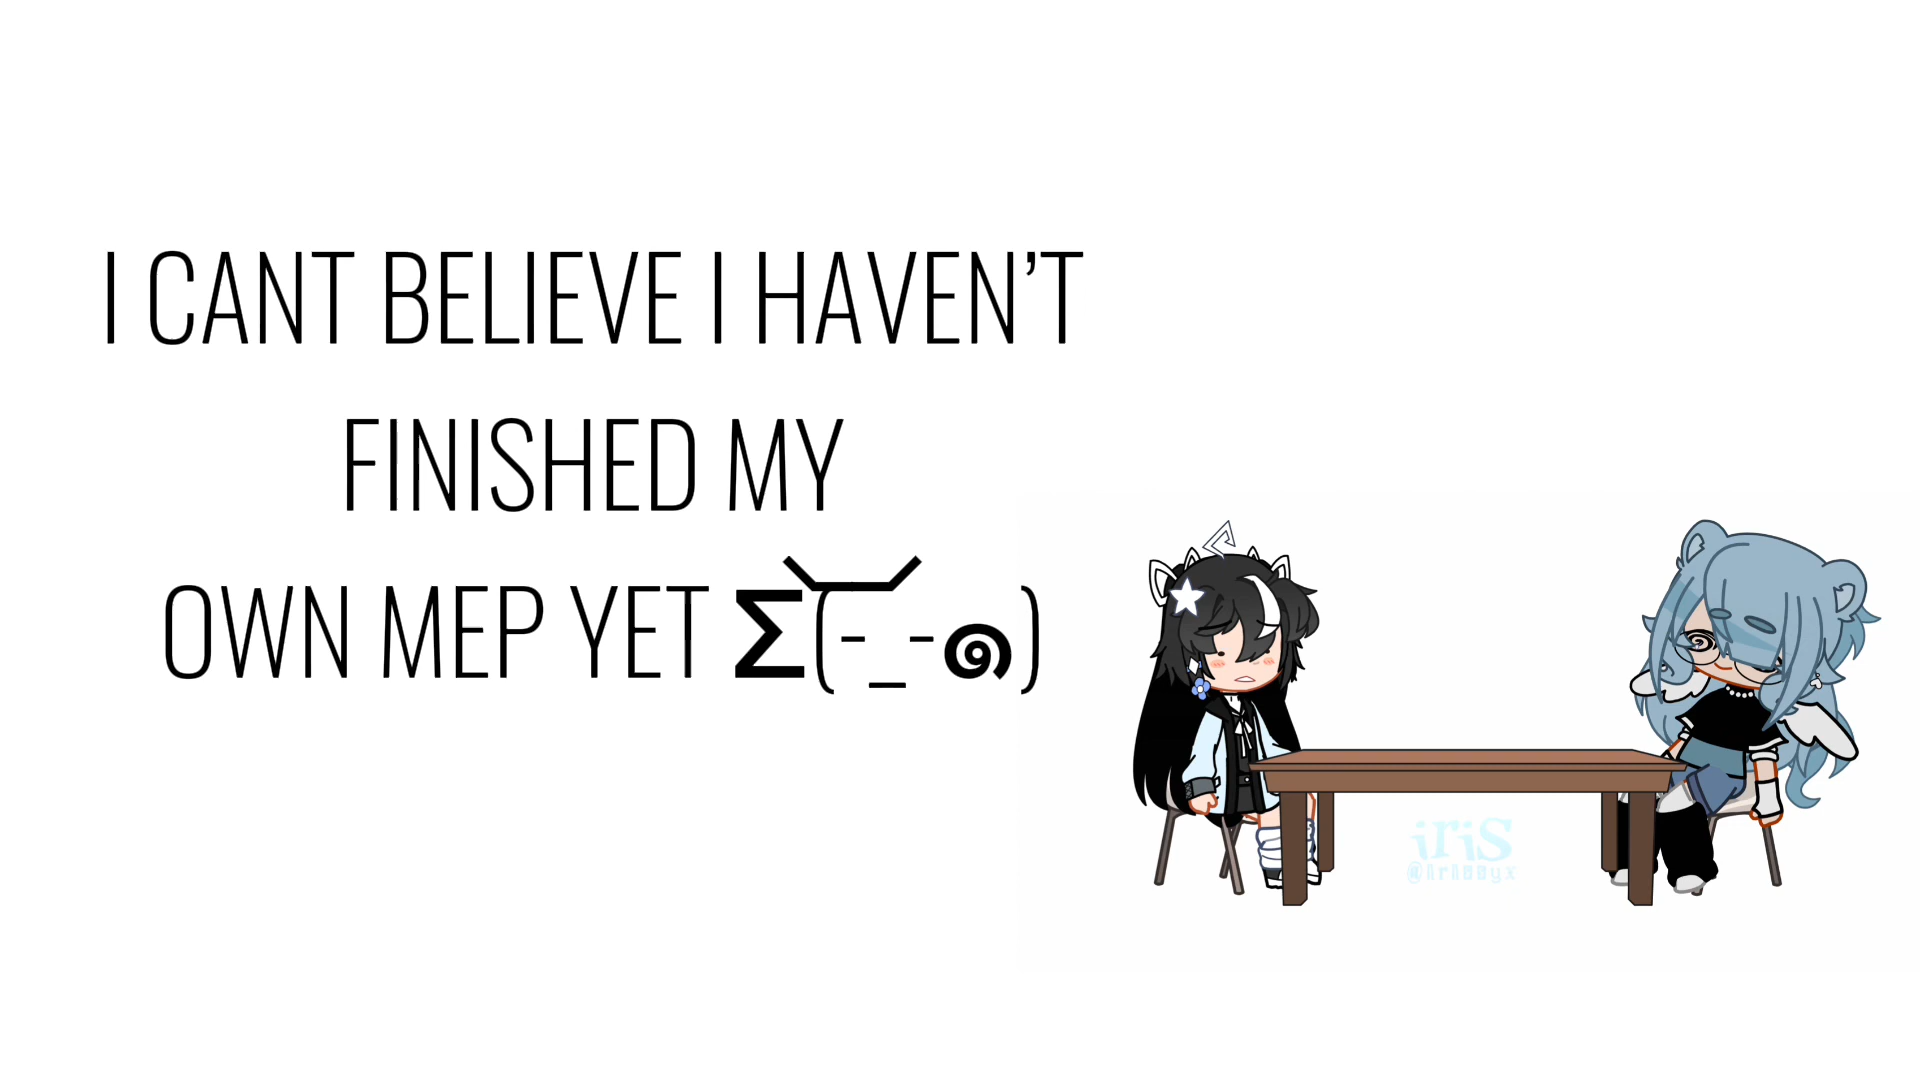 I CANT BELIEVE I HAVEN'T
FINISHED MY
OWN MEP YET Σ(-_-๑)
iriS